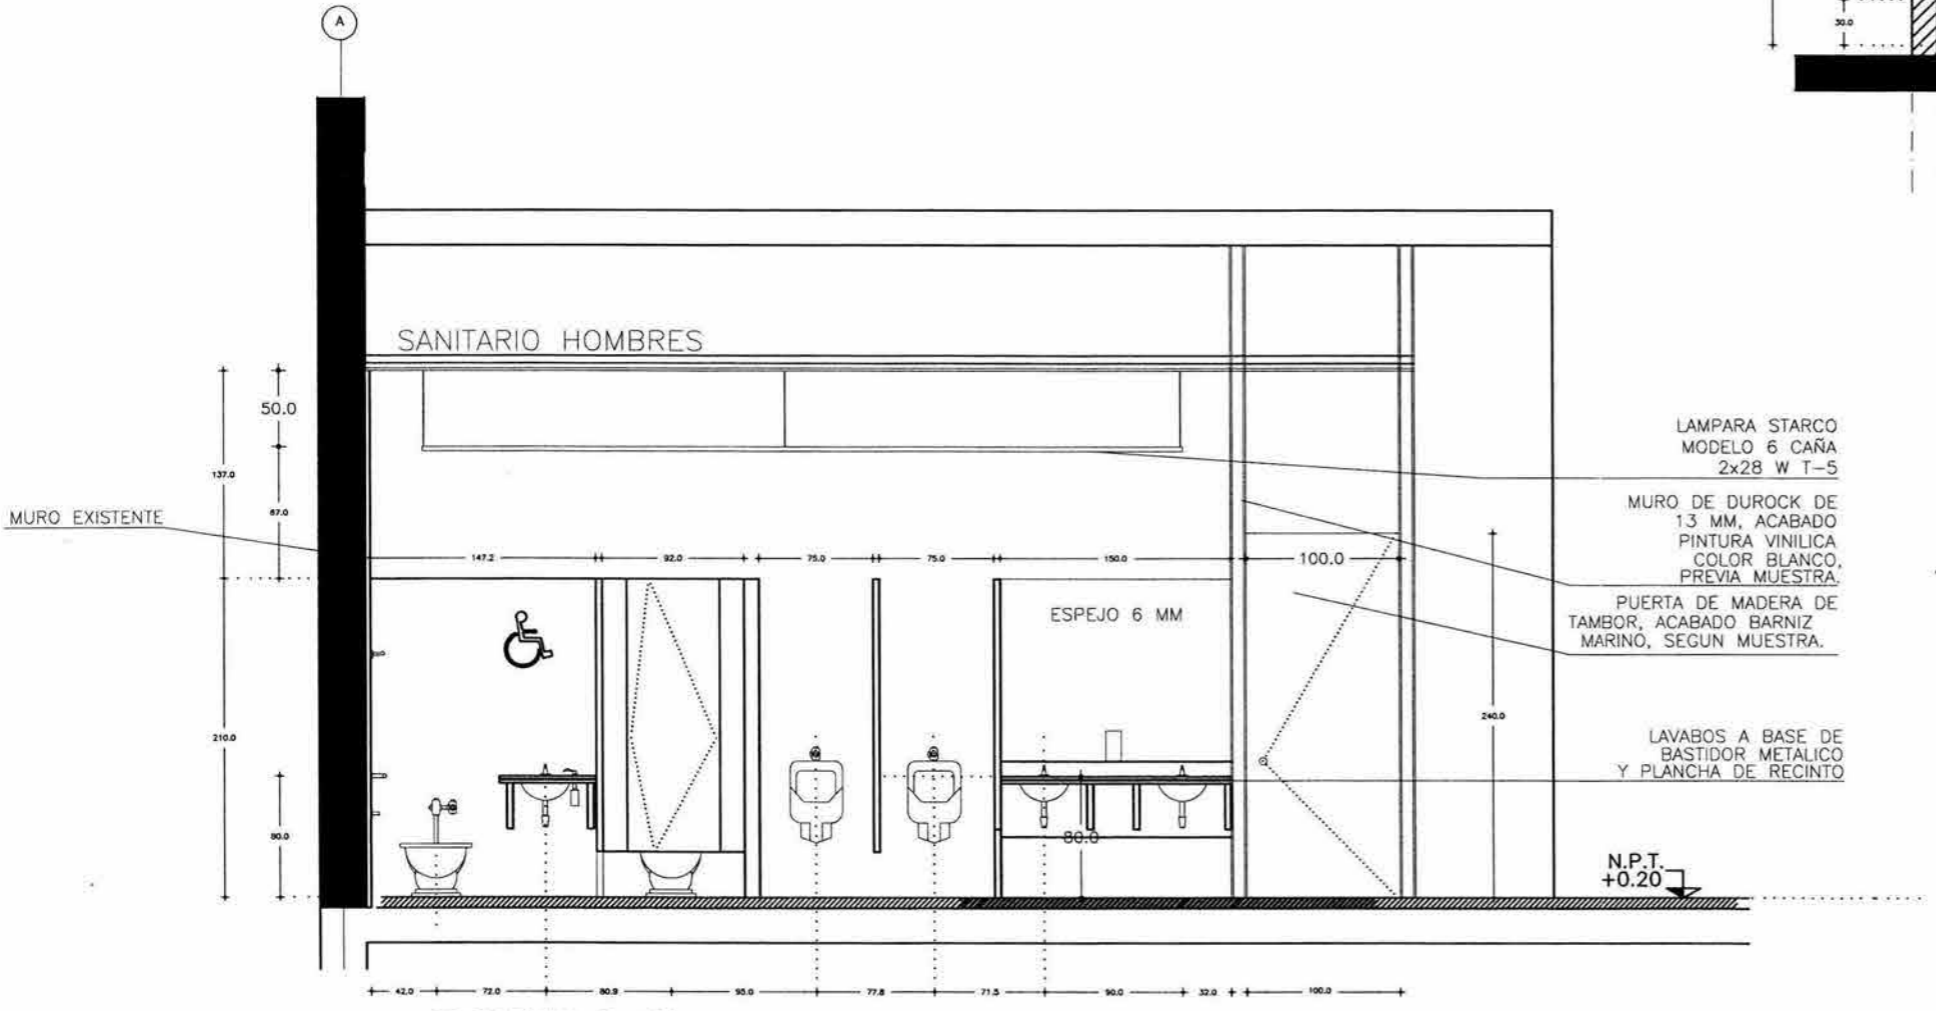 A
30.0
SANITARIO HOMBRES
50.0
137.0
67.0
MURO EXISTENTE
147.2
92.0
75.0
75.0
150.0
100.0
LAMPARA STARCO
MODELO 6 CAÑA
2x28 W T-5
MURO DE DUROCK DE
13 MM, ACABADO
PINTURA VINILICA
COLOR BLANCO,
PREVIA MUESTRA.
PUERTA DE MADERA DE
TAMBOR, ACABADO BARNIZ
MARINO, SEGUN MUESTRA.
ESPEJO 6 MM
210.0
240.0
LAVABOS A BASE DE
BASTIDOR METALICO
Y PLANCHA DE RECINTO
80.0
80.0
N.P.T.
+0.20
42.0
72.0
80.9
95.0
77.8
71.5
90.0
32.0
100.0